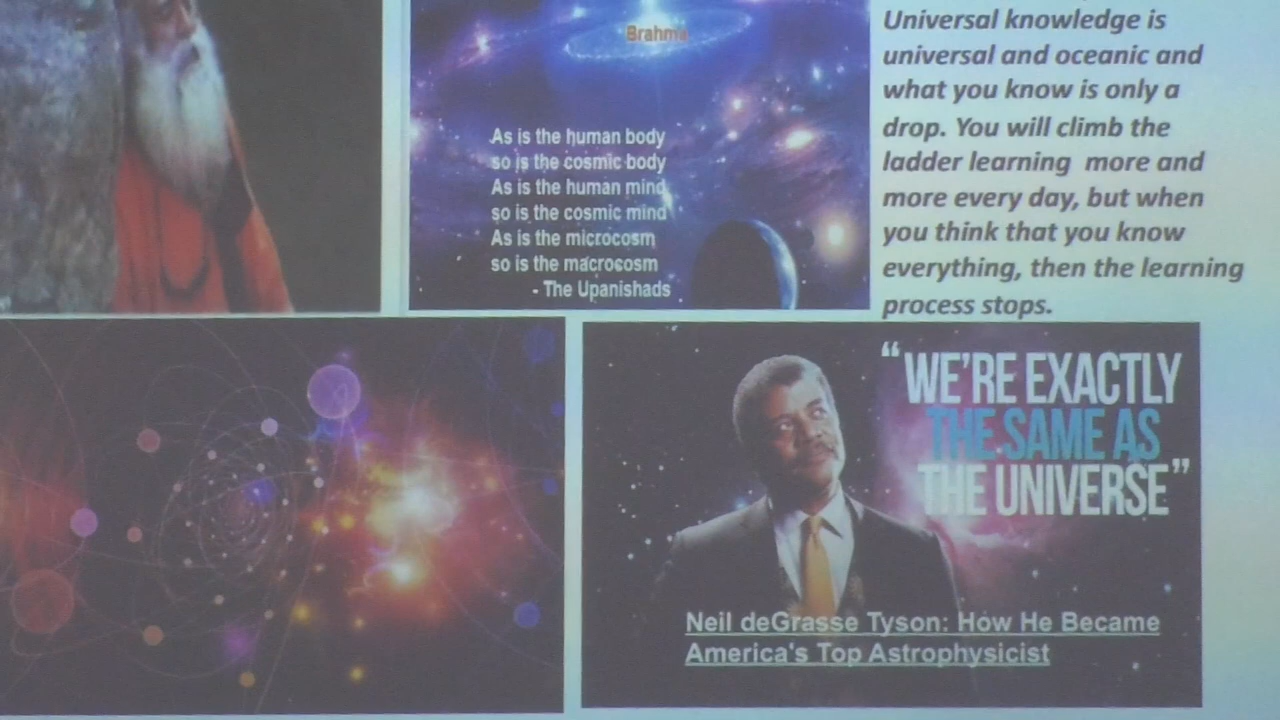 Brahma
As is the human body
so is the cosmic body
As is the human mind
so is the cosmic mind
As is the microcosm
so is the macrocosm
- The Upanishads
Universal knowledge is
universal and oceanic and
what you know is only a
drop. You will climb the
ladder learning more and
more every day, but when
you think that you know
everything, then the learning
process stops.
“WE'RE EXACTLY
THE SAME AS
THE UNIVERSE”
Neil deGrasse Tyson: How He Became
America's Top Astrophysicist